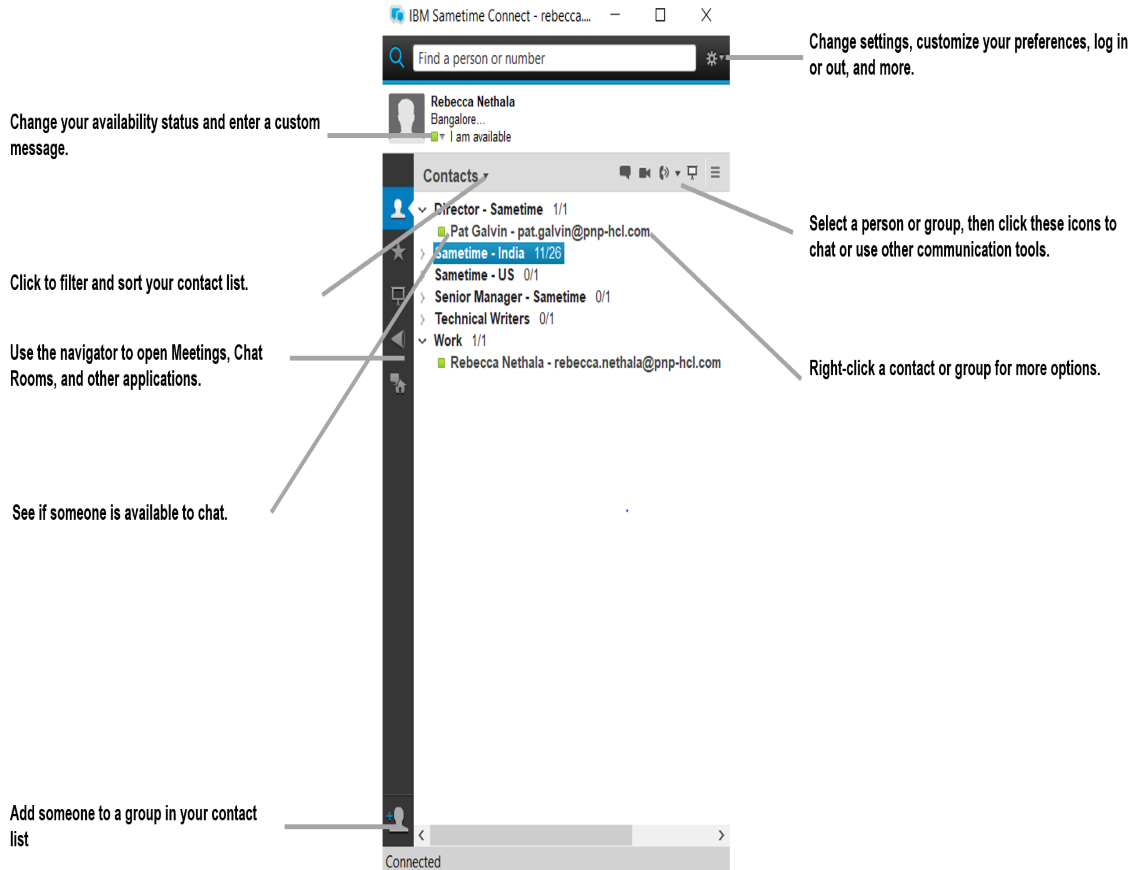 IBM Sametime Connect - rebecca....
Find a person or number
Change settings, customize your preferences, log in
or out, and more.
Rebecca Nethala
Bangalore...
I am available
Change your availability status and enter a custom
message.
Contacts
Director - Sametime 1/1
Pat Galvin - pat.galvin@pnp-hcl.com
Sametime - India 11/26
Sametime - US 0/1
Senior Manager - Sametime 0/1
Technical Writers 0/1
Work 1/1
Rebecca Nethala - rebecca.nethala@pnp-hcl.com
Select a person or group, then click these icons to
chat or use other communication tools.
Click to filter and sort your contact list.
Use the navigator to open Meetings, Chat
Rooms, and other applications.
Right-click a contact or group for more options.
See if someone is available to chat.
Add someone to a group in your contact
list
Connected